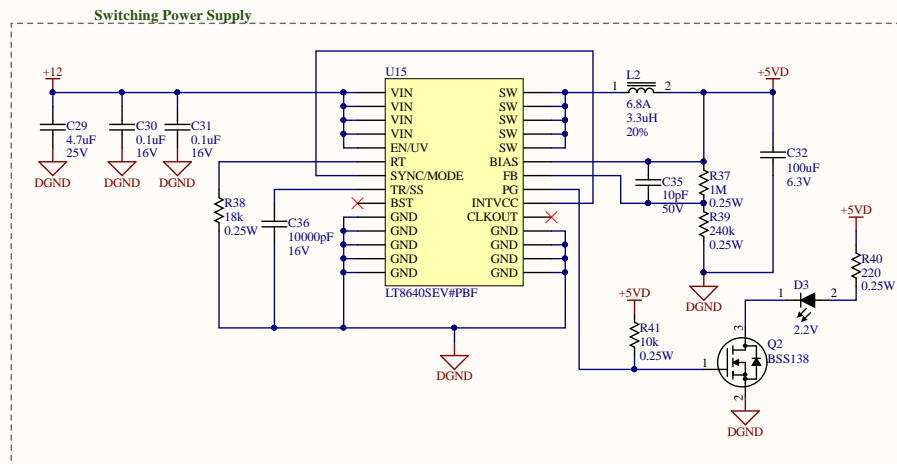 Switching Power Supply
+12
C29
4.7uF
25V
DGND
C30
0.1uF
16V
DGND
C31
0.1uF
16V
DGND
R38
18k
0.25W
C36
10000pF
16V
U15
VIN
VIN
VIN
VIN
EN/UV
RT
SYNC/MODE
TR/SS
BST
GND
GND
GND
GND
GND
SW
SW
SW
SW
SW
BIAS
FB
PG
INTVCC
CLKOUT
GND
GND
GND
GND
LT8640SEV#PBF
DGND
1
L2
2
6.8A
3.3uH
20%
+5VD
C32
100uF
6.3V
C35
10pF
50V
R37
1M
0.25W
R39
240k
0.25W
DGND
+5VD
R40
220
0.25W
1
D3
2
2.2V
+5VD
R41
10k
0.25W
3
Q2
BSS138
1
2
DGND